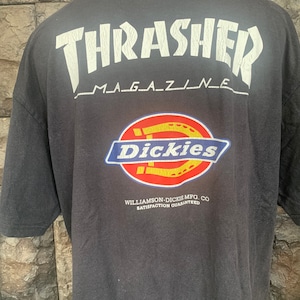 THRASHER
MAGAZINE
Dickies
WILLIAMSON-DICKIE MFG. CO
SATISFACTION GUARANTEED